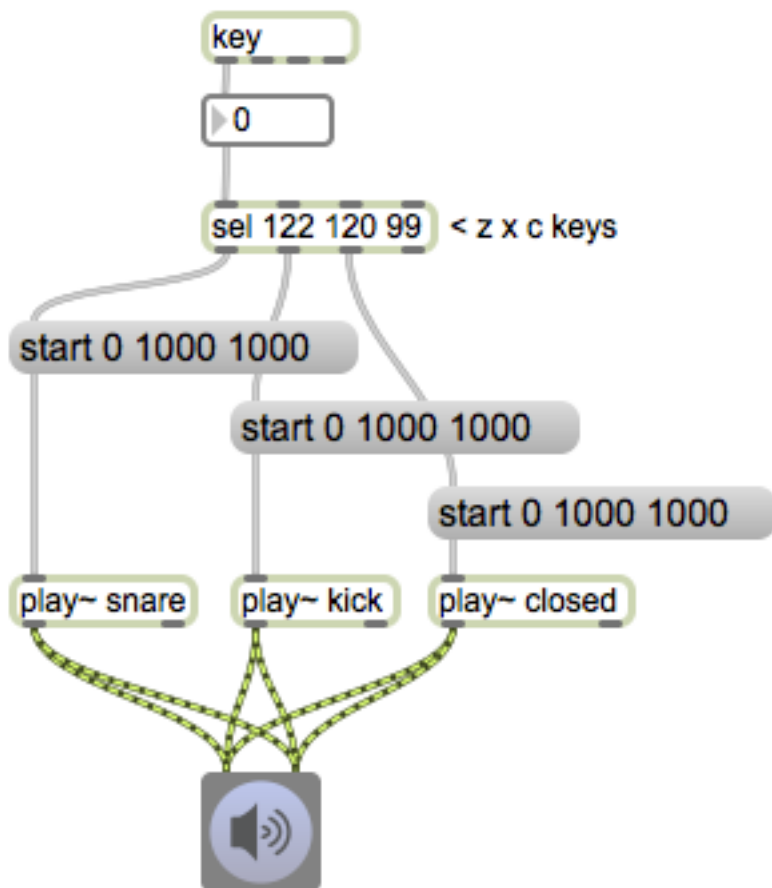 key
0
sel 122 120 99 < z x c keys
start 0 1000 1000
start 0 1000 1000
start 0 1000 1000
play~ snare
play~ kick
play~ closed